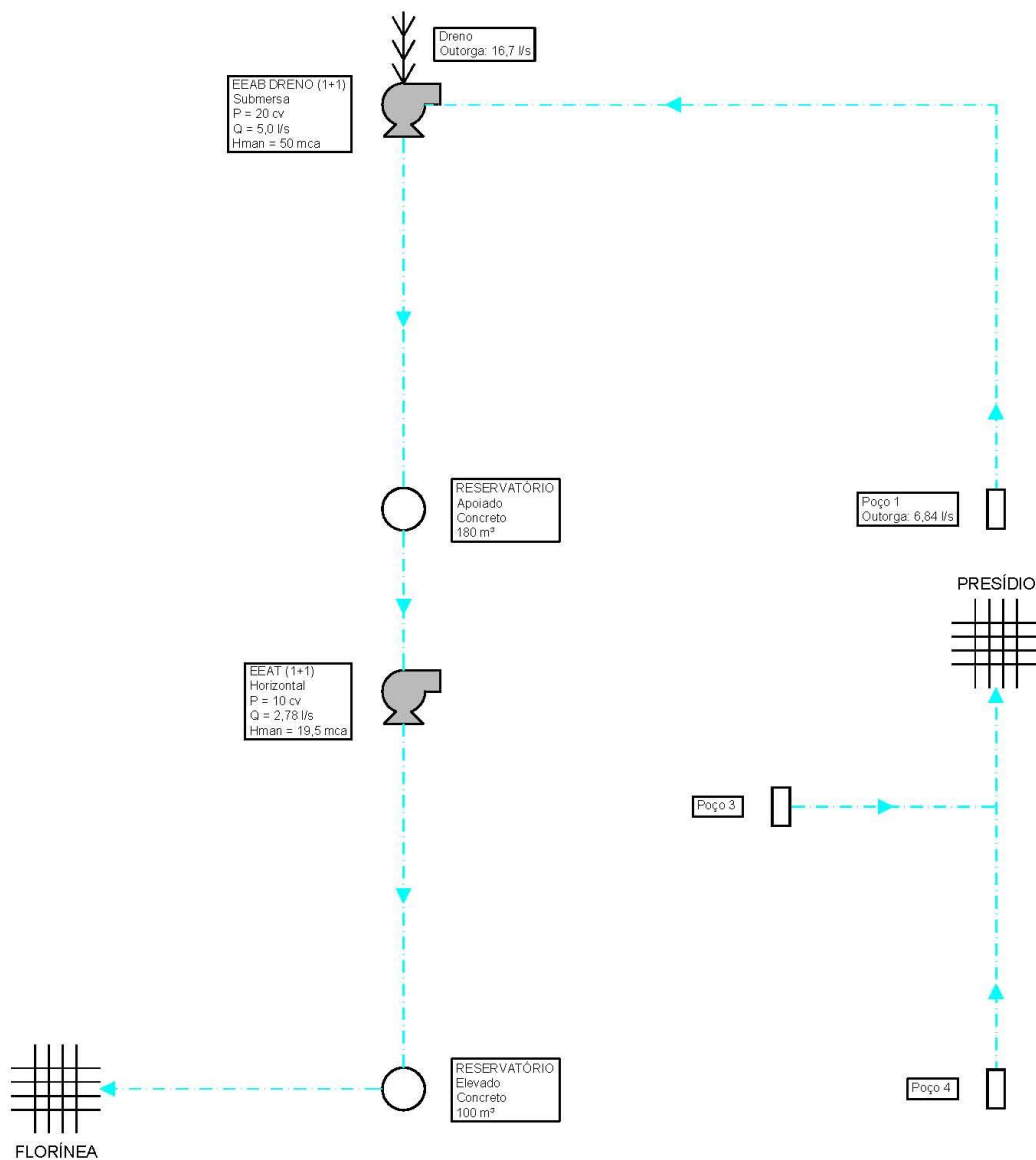 Dreno
Outorga: 16,7 l/s
EEAB DRENO (1+1)
Submersa
P = 20 cv
Q = 5,0 l/s
Hman = 50 mca
RESERVATÓRIO
Apoiado
Concreto
180 m³
Poço 1
Outorga: 6,84 l/s
PRESÍDIO
EEAT (1+1)
Horizontal
P = 10 cv
Q = 2,78 l/s
Hman = 19,5 mca
Poço 3
RESERVATÓRIO
Elevado
Concreto
100 m³
Poço 4
FLORÍNEA